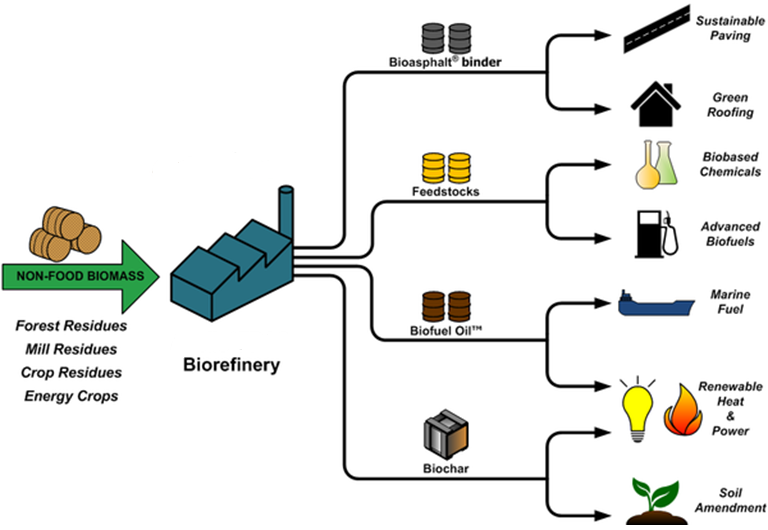 NON-FOOD BIOMASS
Forest Residues
Mill Residues
Crop Residues
Energy Crops
Biorefinery
Bioasphalt® binder
Sustainable
Paving
Green
Roofing
Feedstocks
Biobased
Chemicals
Advanced
Biofuels
Biofuel Oil™
Marine
Fuel
Renewable
Heat
&
Power
Biochar
Soil
Amendment